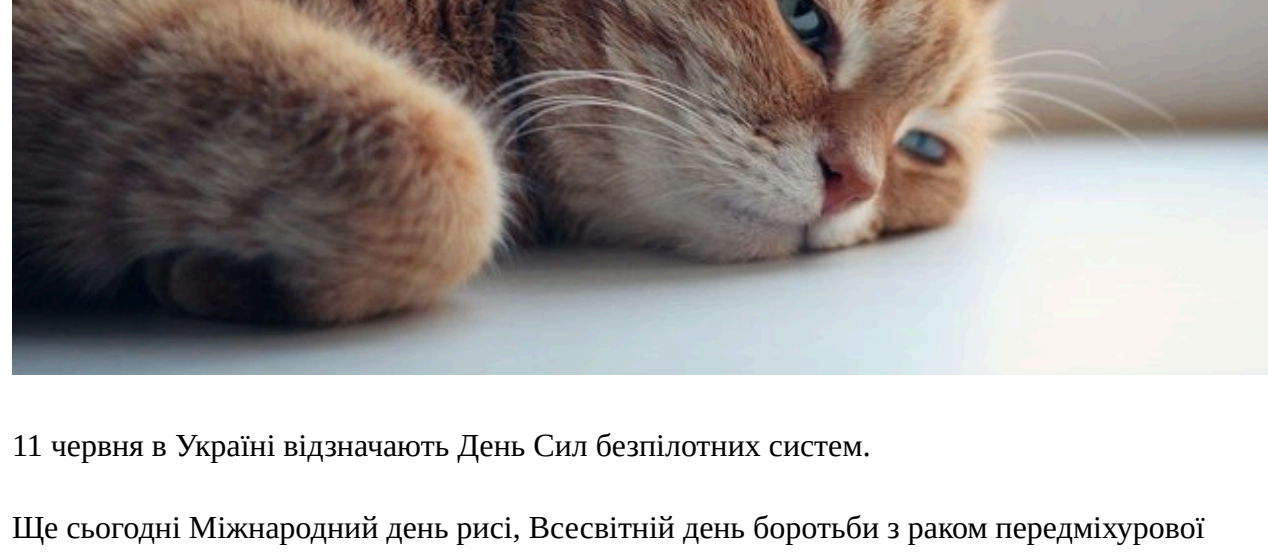 11 червня в Україні відзначають День Сил безпілотних систем.
Ще сьогодні Міжнародний день рисі, Всесвітній день боротьби з раком передміхурової